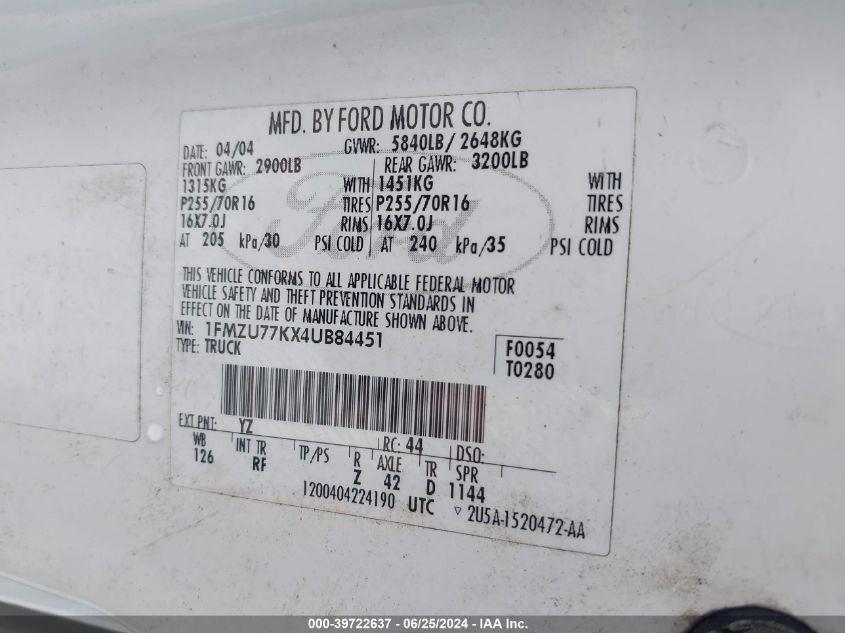 MFD. BY FORD MOTOR CO.
DATE: 04/04 GVWR: 5840LB/ 2648KG
FRONT GAWR: 2900LB REAR GAWR: 3200LB
1315KG WITH 1451KG WITH
P255/70R16 TIRES P255/70R16 TIRES
16X7.0J RIMS 16X7.0J RIMS
AT 205 kPa/30 PSI COLD AT 240 kPa/35 PSI COLD
Ford
THIS VEHICLE CONFORMS TO ALL APPLICABLE FEDERAL MOTOR
VEHICLE SAFETY AND THEFT PREVENTION STANDARDS IN
EFFECT ON THE DATE OF MANUFACTURE SHOWN ABOVE.
VIN: 1FMZU77KX4UB84451
TYPE: TRUCK
F0054
T0280
EXT PNT: YZ RC: 44 DSO:
WB INT TR TP/PS R AXLE TR SPR
126 RF Z 42 D 1144
1200404224190 UTC ▽ 2U5A-1520472-AA
000-39722637 - 06/25/2024 - IAA Inc.